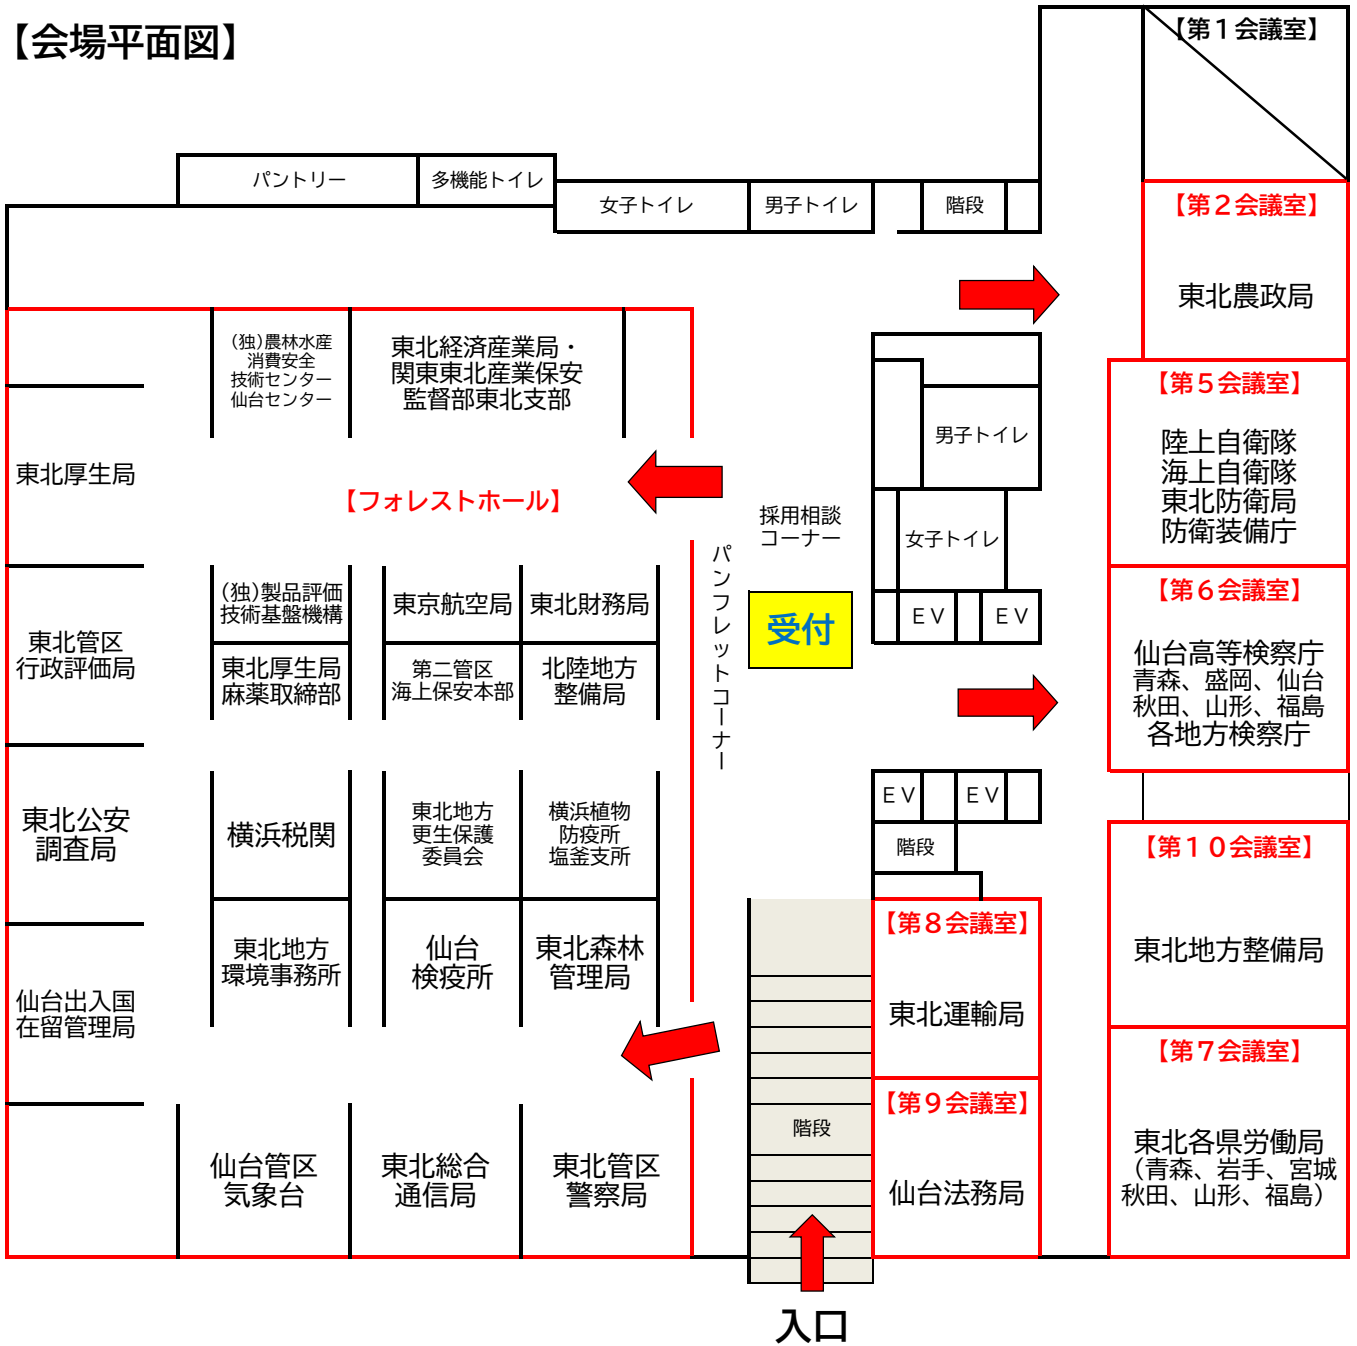 【会場平面図】
【第１会議室】
パントリー
多機能トイレ
女子トイレ
男子トイレ
階段
【第２会議室】
東北農政局
(独)農林水産
消費安全
技術センター
仙台センター
東北経済産業局・
関東東北産業保安
監督部東北支部
【第５会議室】
陸上自衛隊
海上自衛隊
東北防衛局
防衛装備庁
男子トイレ
東北厚生局
【フォレストホール】
採用相談
コーナー
女子トイレ
パンフレットコーナー
受付
ＥＶ
ＥＶ
【第６会議室】
仙台高等検察庁
青森、盛岡、仙台
秋田、山形、福島
各地方検察庁
東北管区
行政評価局
(独)製品評価
技術基盤機構
東京航空局
東北財務局
東北厚生局
麻薬取締部
第二管区
海上保安本部
北陸地方
整備局
東北公安
調査局
横浜税関
東北地方
更生保護
委員会
横浜植物
防疫所
塩釜支所
ＥＶ
ＥＶ
階段
【第１０会議室】
東北地方整備局
【第８会議室】
東北運輸局
仙台出入国
在留管理局
東北地方
環境事務所
仙台
検疫所
東北森林
管理局
【第７会議室】
東北各県労働局
（青森、岩手、宮城
秋田、山形、福島）
【第９会議室】
仙台法務局
階段
仙台管区
気象台
東北総合
通信局
東北管区
警察局
入口